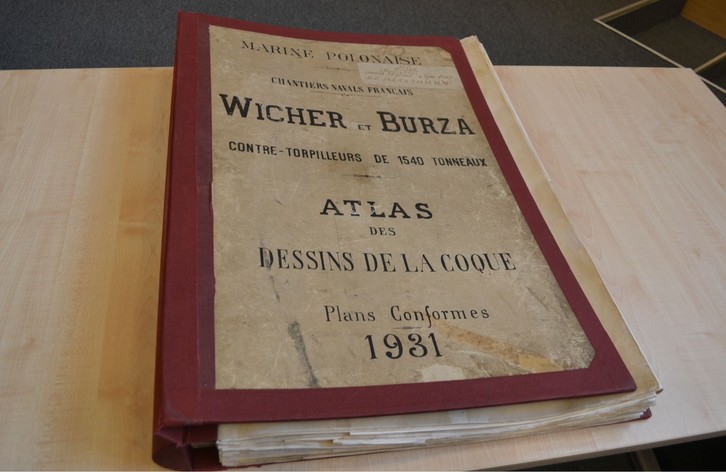 MARINE POLONAISE
CHANTIERS NAVALS FRANÇAIS
WICHER ET BURZA
CONTRE-TORPILLEURS DE 1540 TONNEAUX
ATLAS
DES
DESSINS DE LA COQUE
Plans Conformes
1931